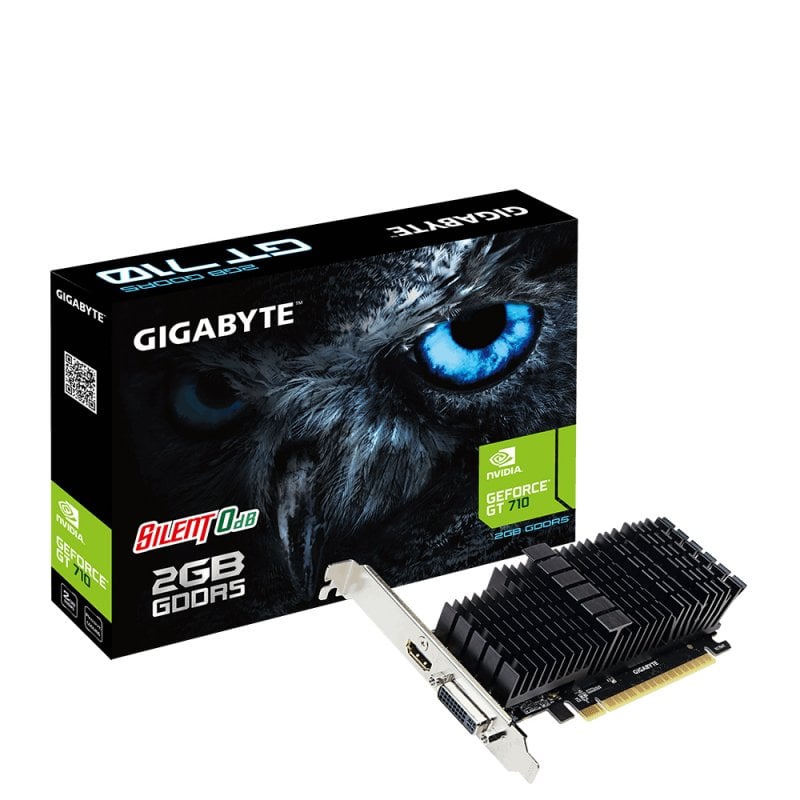 GIGABYTE
GT 710
2GB GDDR5
GIGABYTE
GIGABYTE™
SILENT 0dB
2GB
GDDR5
NVIDIA.
GEFORCE®
GT 710
2GB GDDR5
NVIDIA.
GEFORCE
GT 710
GIGABYTE